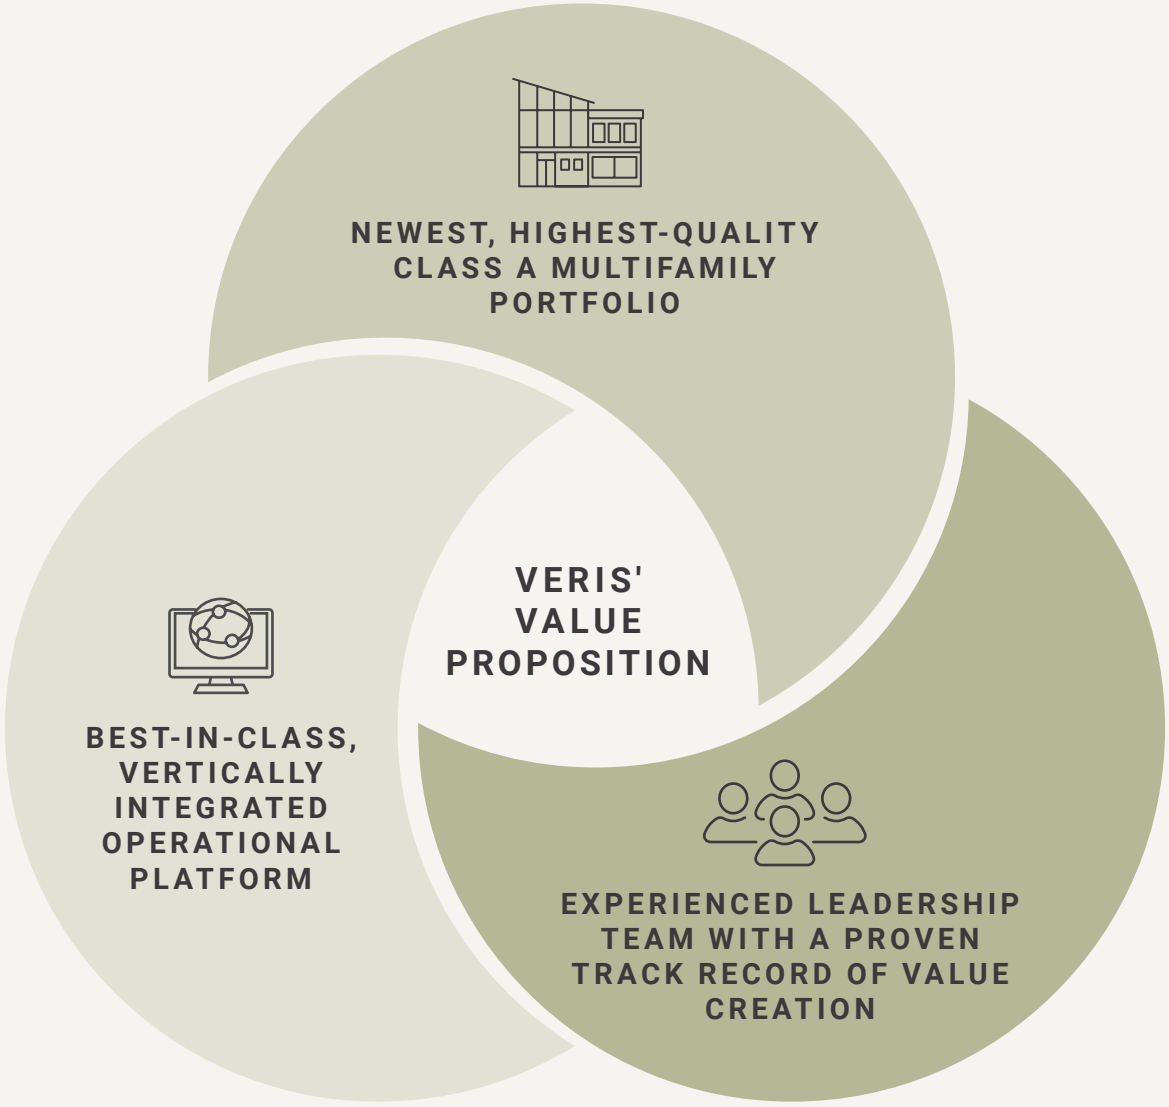 NEWEST, HIGHEST-QUALITY
CLASS A MULTIFAMILY
PORTFOLIO
VERIS'
VALUE
PROPOSITION
BEST-IN-CLASS,
VERTICALLY
INTEGRATED
OPERATIONAL
PLATFORM
EXPERIENCED LEADERSHIP
TEAM WITH A PROVEN
TRACK RECORD OF VALUE
CREATION